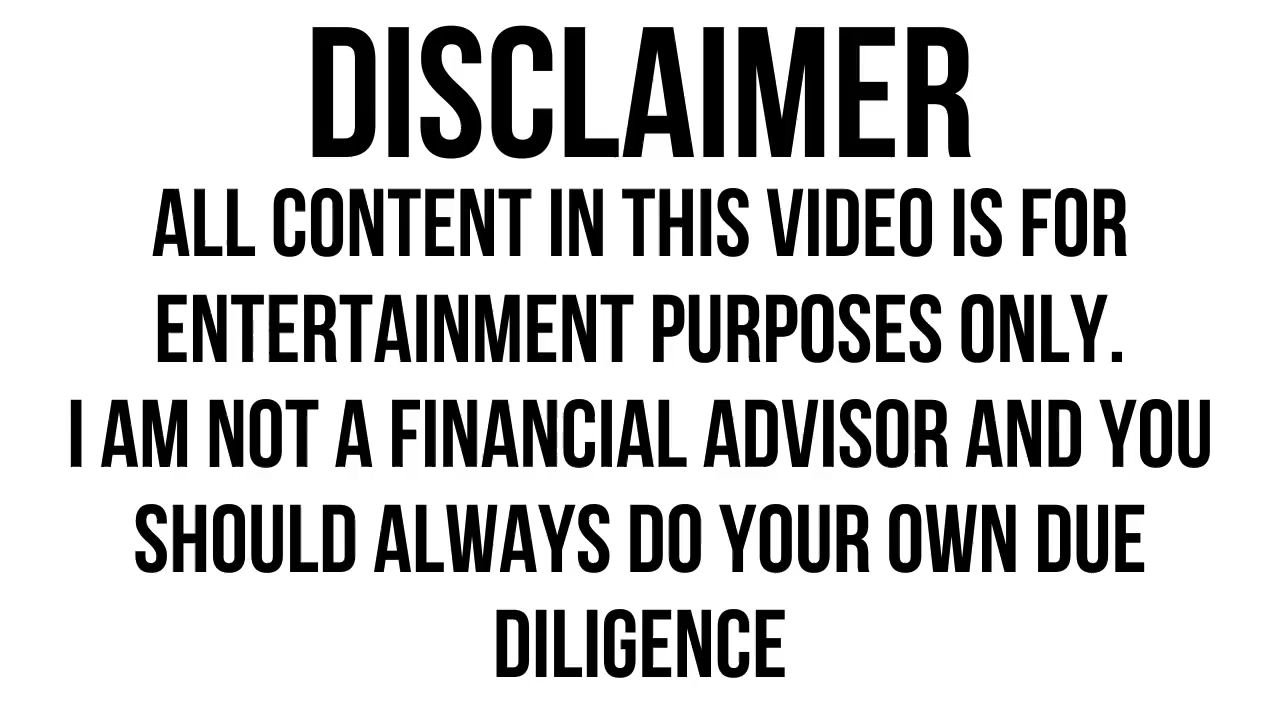 DISCLAIMER
ALL CONTENT IN THIS VIDEO IS FOR
ENTERTAINMENT PURPOSES ONLY.
I AM NOT A FINANCIAL ADVISOR AND YOU
SHOULD ALWAYS DO YOUR OWN DUE
DILIGENCE